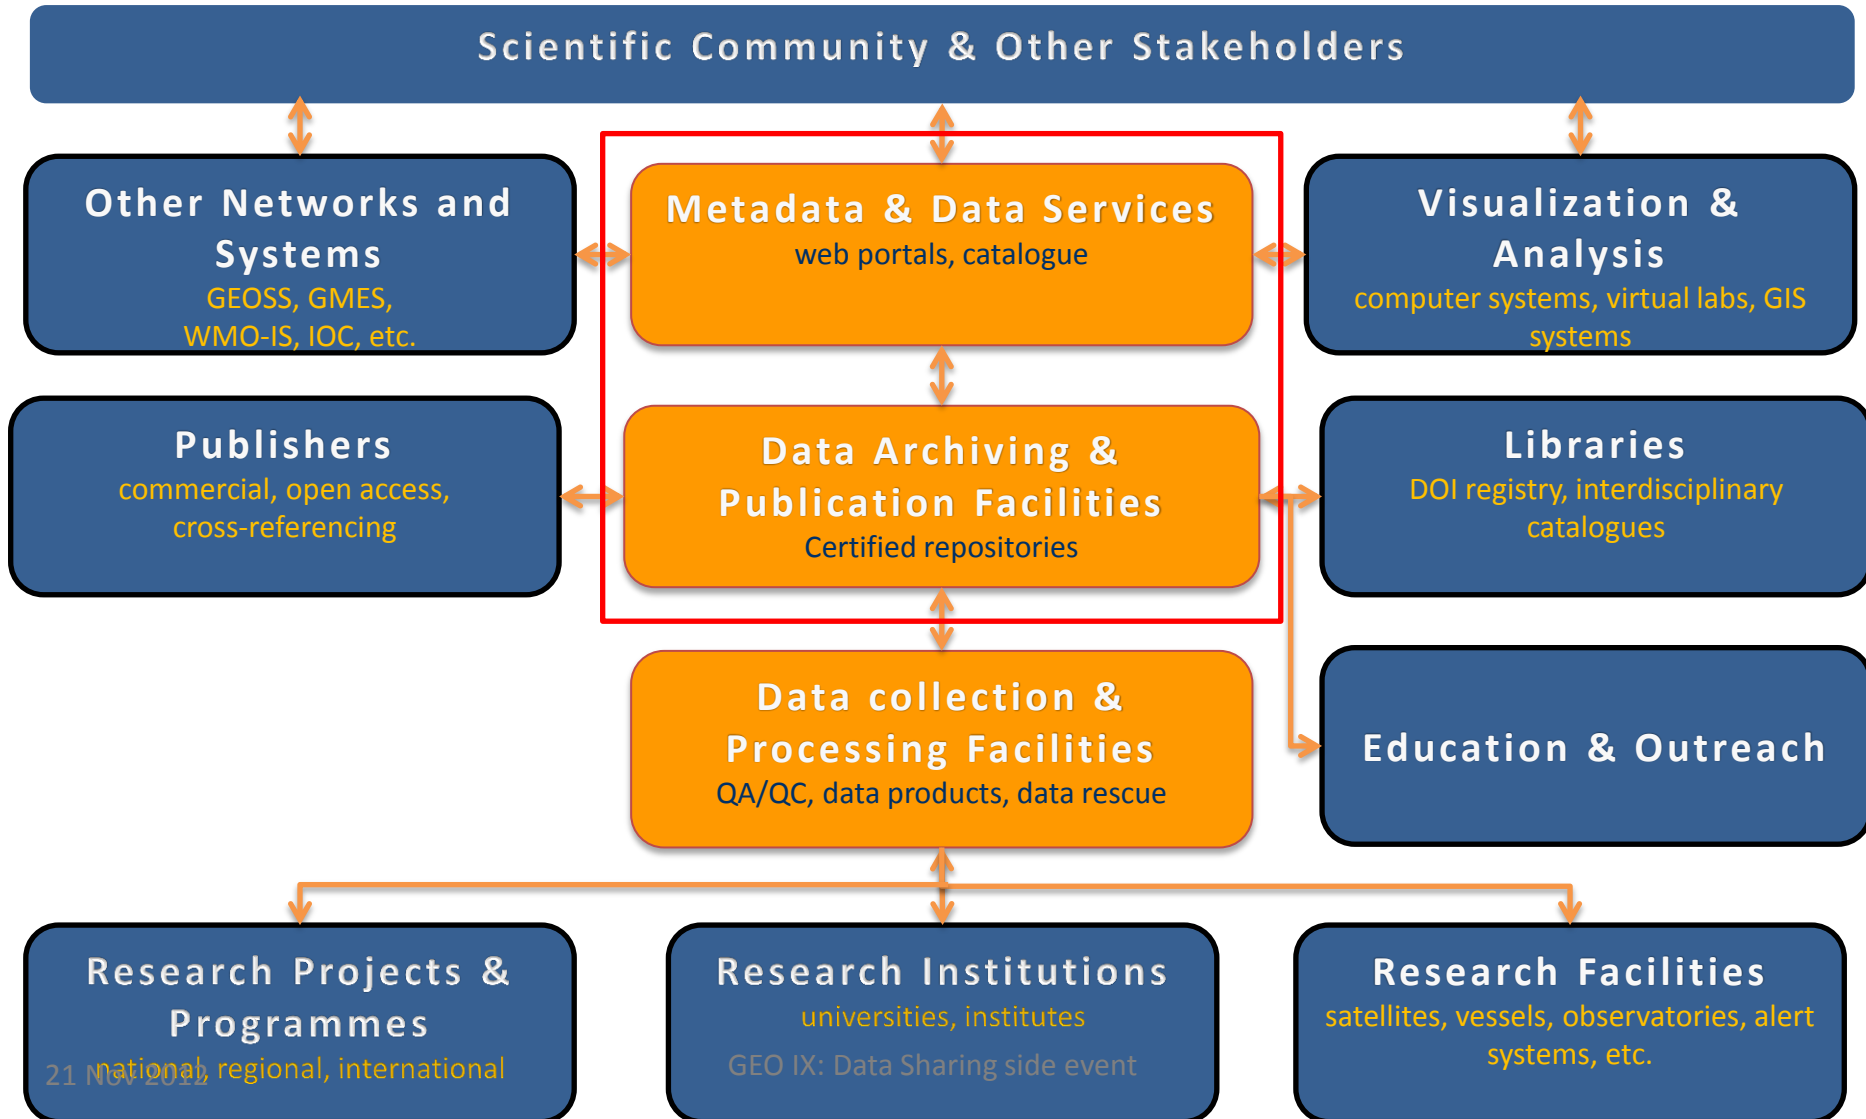 Scientific Community & Other Stakeholders
Other Networks and
Systems
GEOSS, GMES,
WMO-IS, IOC, etc.
Metadata & Data Services
web portals, catalogue
Visualization &
Analysis
computer systems, virtual labs, GIS
systems
Publishers
commercial, open access,
cross-referencing
Data Archiving &
Publication Facilities
Certified repositories
Libraries
DOI registry, interdisciplinary
catalogues
Data collection &
Processing Facilities
QA/QC, data products, data rescue
Education & Outreach
Research Projects &
Programmes
national, regional, international
21 Nov 2012
Research Institutions
universities, institutes
GEO IX: Data Sharing side event
Research Facilities
satellites, vessels, observatories, alert
systems, etc.